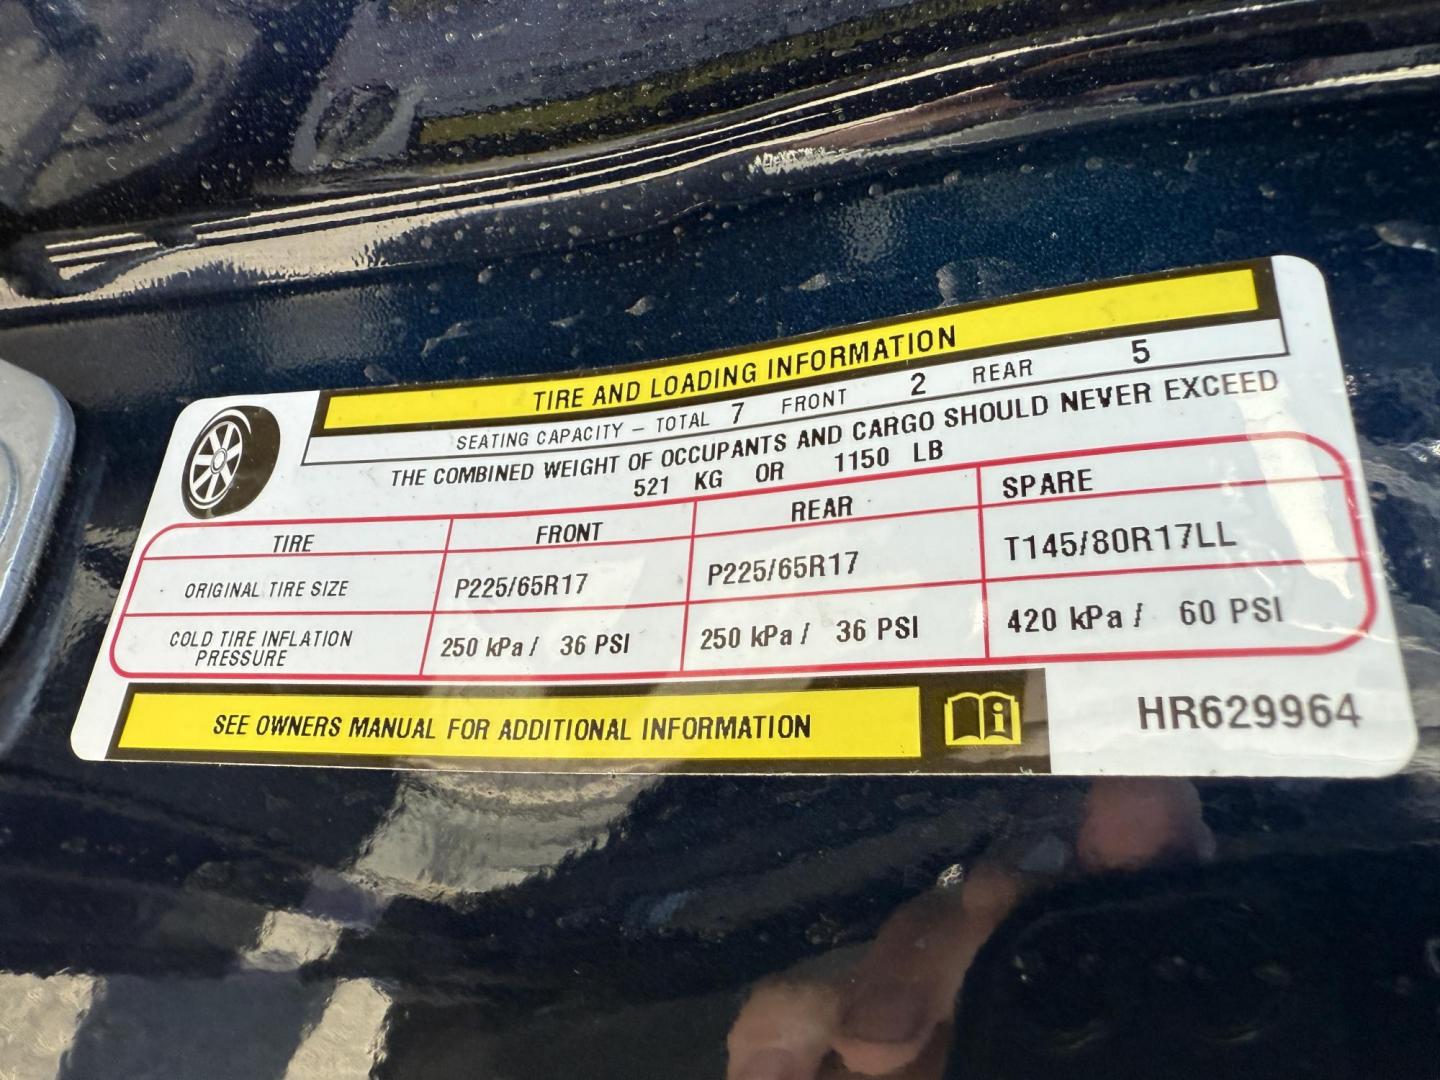 TIRE AND LOADING INFORMATION
SEATING CAPACITY – TOTAL 7 FRONT 2 REAR 5
THE COMBINED WEIGHT OF OCCUPANTS AND CARGO SHOULD NEVER EXCEED
521 KG OR 1150 LB
TIRE FRONT REAR SPARE
ORIGINAL TIRE SIZE P225/65R17 P225/65R17 T145/80R17LL
COLD TIRE INFLATION
PRESSURE 250 kPa / 36 PSI 250 kPa / 36 PSI 420 kPa / 60 PSI
SEE OWNERS MANUAL FOR ADDITIONAL INFORMATION
HR629964